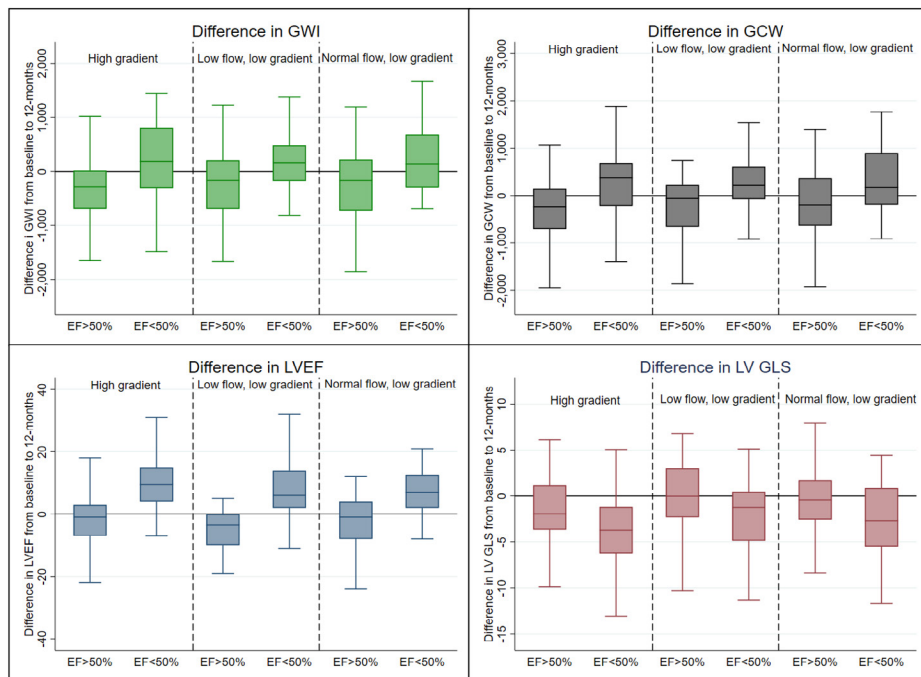 Difference in GWI
High gradient
Low flow, low gradient
Normal flow, low gradient
Difference i GWI from baseline to 12-months
2,000
1,000
0
-1,000
-2,000
EF>50%
EF<50%
EF>50%
EF<50%
EF>50%
EF<50%
Difference in GCW
High gradient
Low flow, low gradient
Normal flow, low gradient
Difference in GCW from baseline to 12-months
3,000
2,000
1,000
0
-1,000
-2,000
EF>50%
EF<50%
EF>50%
EF<50%
EF>50%
EF<50%
Difference in LVEF
High gradient
Low flow, low gradient
Normal flow, low gradient
Difference in LVEF from baseline to 12-months
40
20
0
-20
-40
EF>50%
EF<50%
EF>50%
EF<50%
EF>50%
EF<50%
Difference in LV GLS
High gradient
Low flow, low gradient
Normal flow, low gradient
Difference in LV GLS from baseline to 12-months
10
5
0
-5
-10
-15
EF>50%
EF<50%
EF>50%
EF<50%
EF>50%
EF<50%